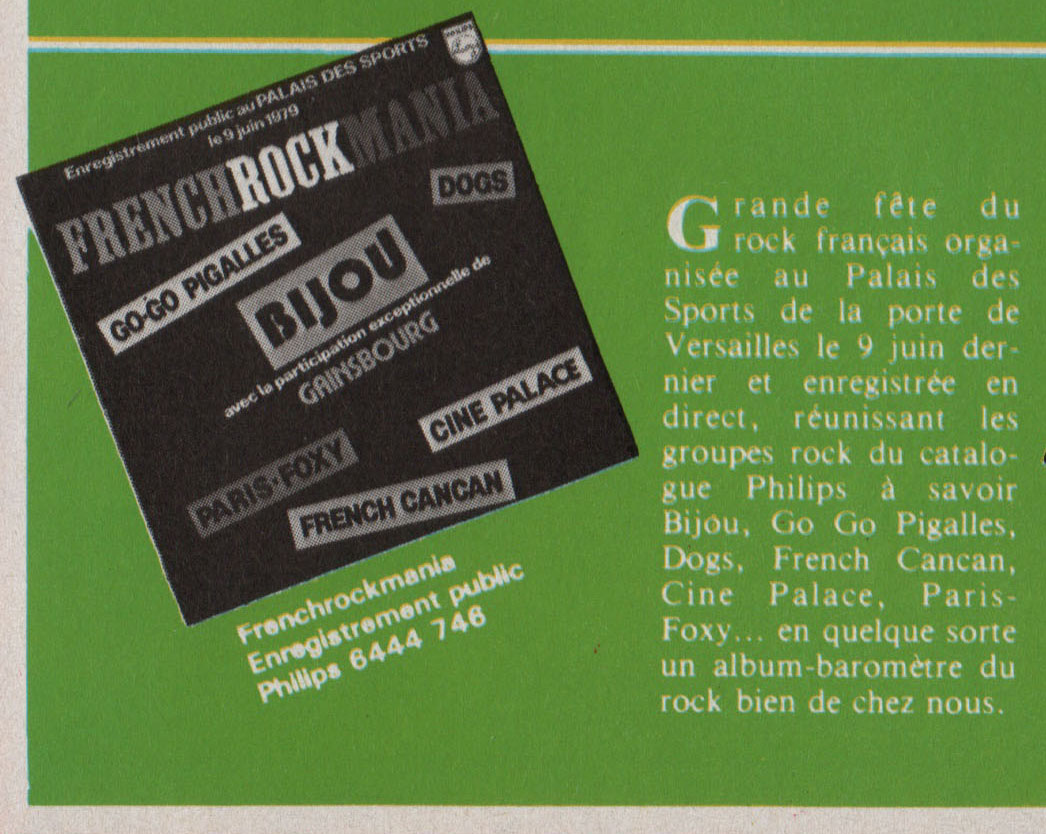 Enregistrement public au PALAIS DES SPORTS
le 9 juin 1979
PHILIPS
FRENCHROCKMANIA
DOGS
GO-GO PIGALLES
BIJOU
avec la participation exceptionnelle de
GAINSBOURG
CINE PALACE
PARIS-FOXY
FRENCH CANCAN
Frenchrockmania
Enregistrement public
Philips 6444 746
Grande fête du
rock français orga-
nisée au Palais des
Sports de la porte de
Versailles le 9 juin der-
nier et enregistrée en
direct, réunissant les
groupes rock du catalo-
gue Philips à savoir
Bijou, Go Go Pigalles,
Dogs, French Cancan,
Cine Palace, Paris-
Foxy... en quelque sorte
un album-baromètre du
rock bien de chez nous.